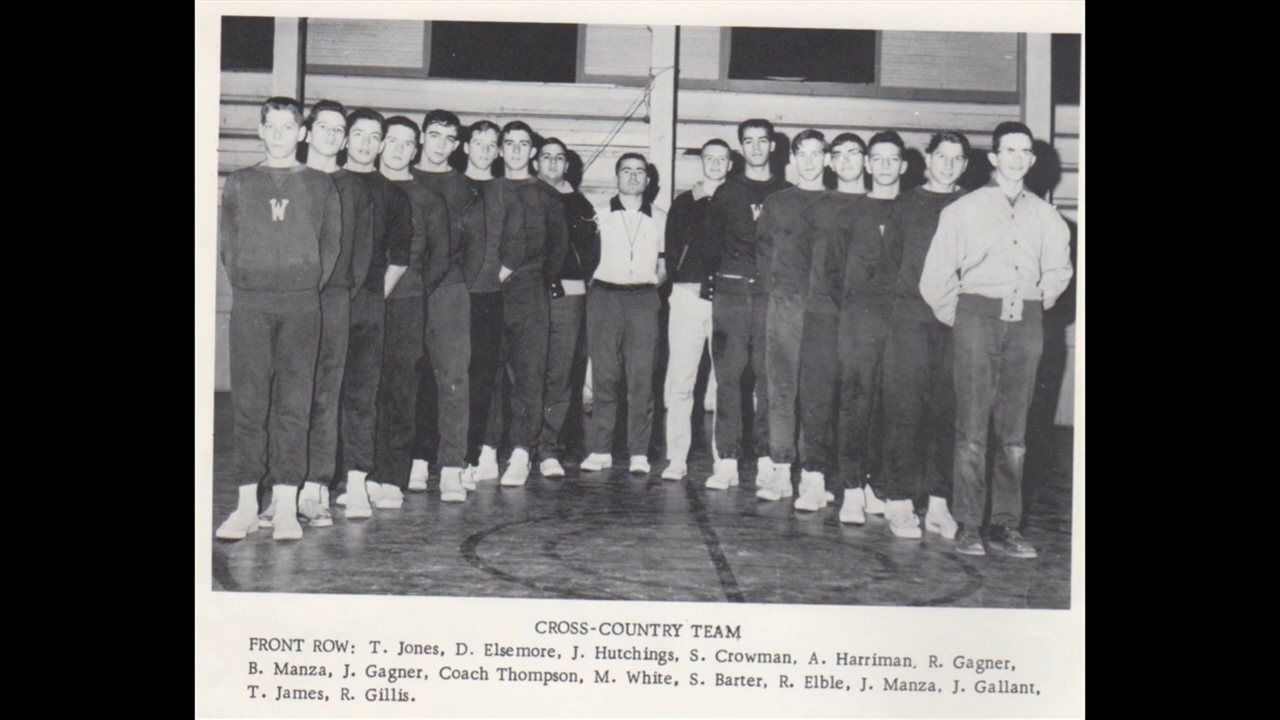 W
W
CROSS-COUNTRY TEAM
FRONT ROW: T. Jones, D. Elsemore, J. Hutchings, S. Crowman, A. Harriman, R. Gagner,
B. Manza, J. Gagner, Coach Thompson, M. White, S. Barter, R. Elble, J. Manza, J. Gallant,
T. James, R. Gillis.